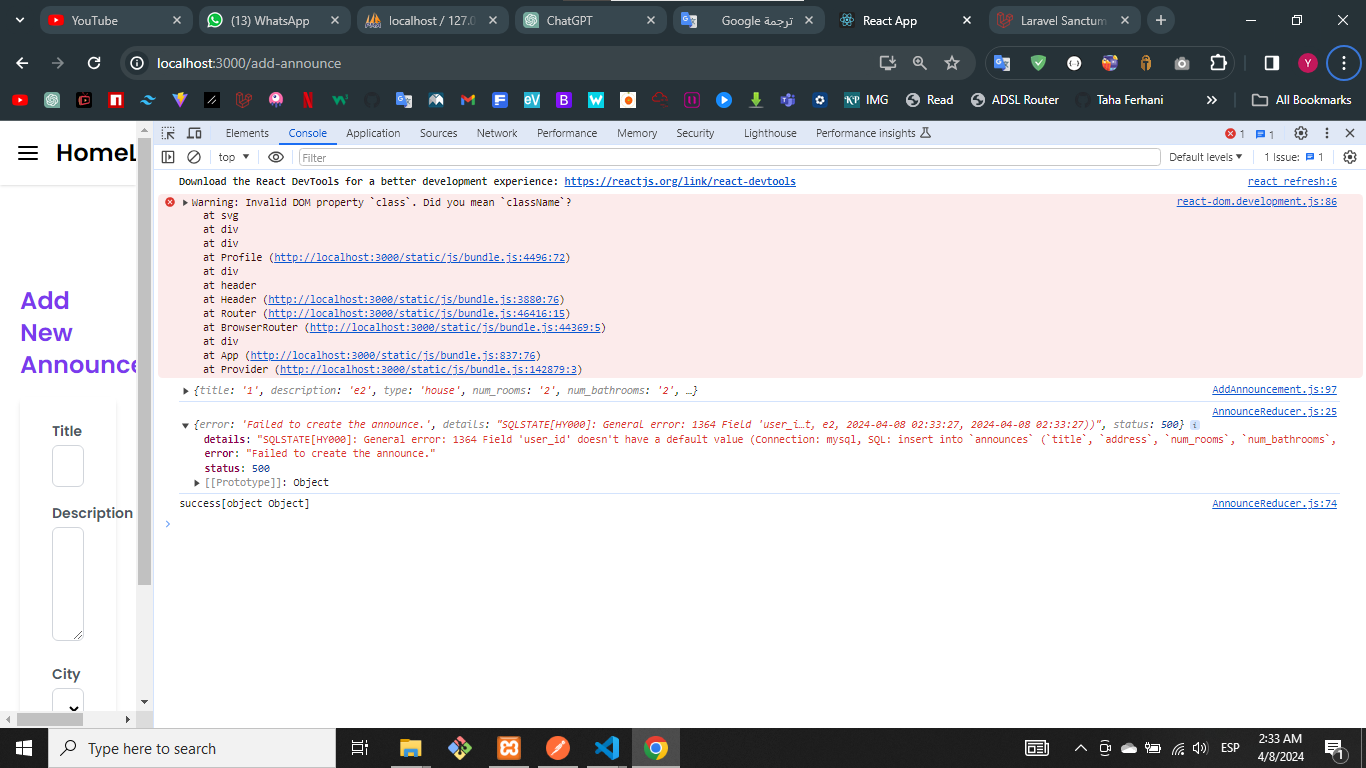 YouTube
(13) WhatsApp
localhost / 127.0
ChatGPT
ترجمة Google
React App
Laravel Sanctum
localhost:3000/add-announce
Y
IMG
Read
ADSL Router
Taha Ferhani
All Bookmarks
HomeL
Elements Console Application Sources Network Performance Memory Security Lighthouse Performance insights
1 1
top
Filter
Default levels
1 Issue: 1
Download the React DevTools for a better development experience: https://reactjs.org/link/react-devtools
react refresh:6
Warning: Invalid DOM property `class`. Did you mean `className`?
react-dom.development.js:86
at svg
at div
at div
at Profile (http://localhost:3000/static/js/bundle.js:4496:72)
at div
at header
at Header (http://localhost:3000/static/js/bundle.js:3880:76)
at Router (http://localhost:3000/static/js/bundle.js:46416:15)
at BrowserRouter (http://localhost:3000/static/js/bundle.js:44369:5)
at div
at App (http://localhost:3000/static/js/bundle.js:837:76)
at Provider (http://localhost:3000/static/js/bundle.js:142879:3)
{title: '1', description: 'e2', type: 'house', num_rooms: '2', num_bathrooms: '2', …}
AddAnnouncement.js:97
AnnounceReducer.js:25
{error: 'Failed to create the announce.', details: "SQLSTATE[HY000]: General error: 1364 Field 'user_i…t, e2, 2024-04-08 02:33:27, 2024-04-08 02:33:27))", status: 500}
details: "SQLSTATE[HY000]: General error: 1364 Field 'user_id' doesn't have a default value (Connection: mysql, SQL: insert into `announces` (`title`, `address`, `num_rooms`, `num_bathrooms`,
error: "Failed to create the announce."
status: 500
[[Prototype]]: Object
success[object Object]
AnnounceReducer.js:74
Add
New
Announce
Title
Description
City
Type here to search
ESP
2:33 AM
4/8/2024
1